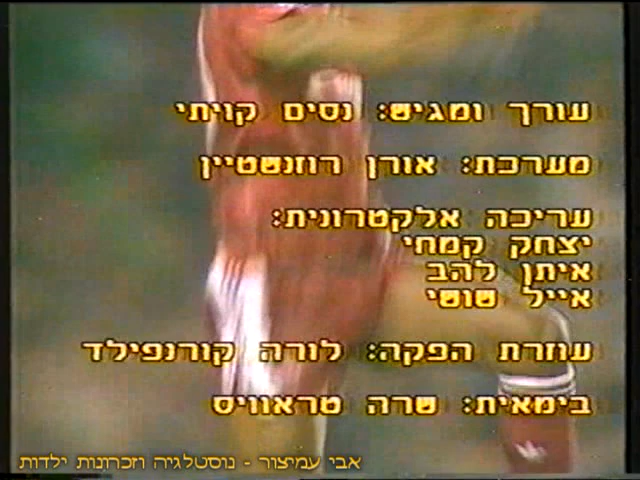 עורך ומגיש: נסים קויתי
מערכת: אורן רוזנשטיין
עריכה אלקטרונית:
יצחק קמחי
איתן להב
אייל שושי
עוזרת הפקה: לורה קורנפילד
בימאית: שרה טראוויס
אבי עמיצור - נוסטלגיה וזכרונות ילדות